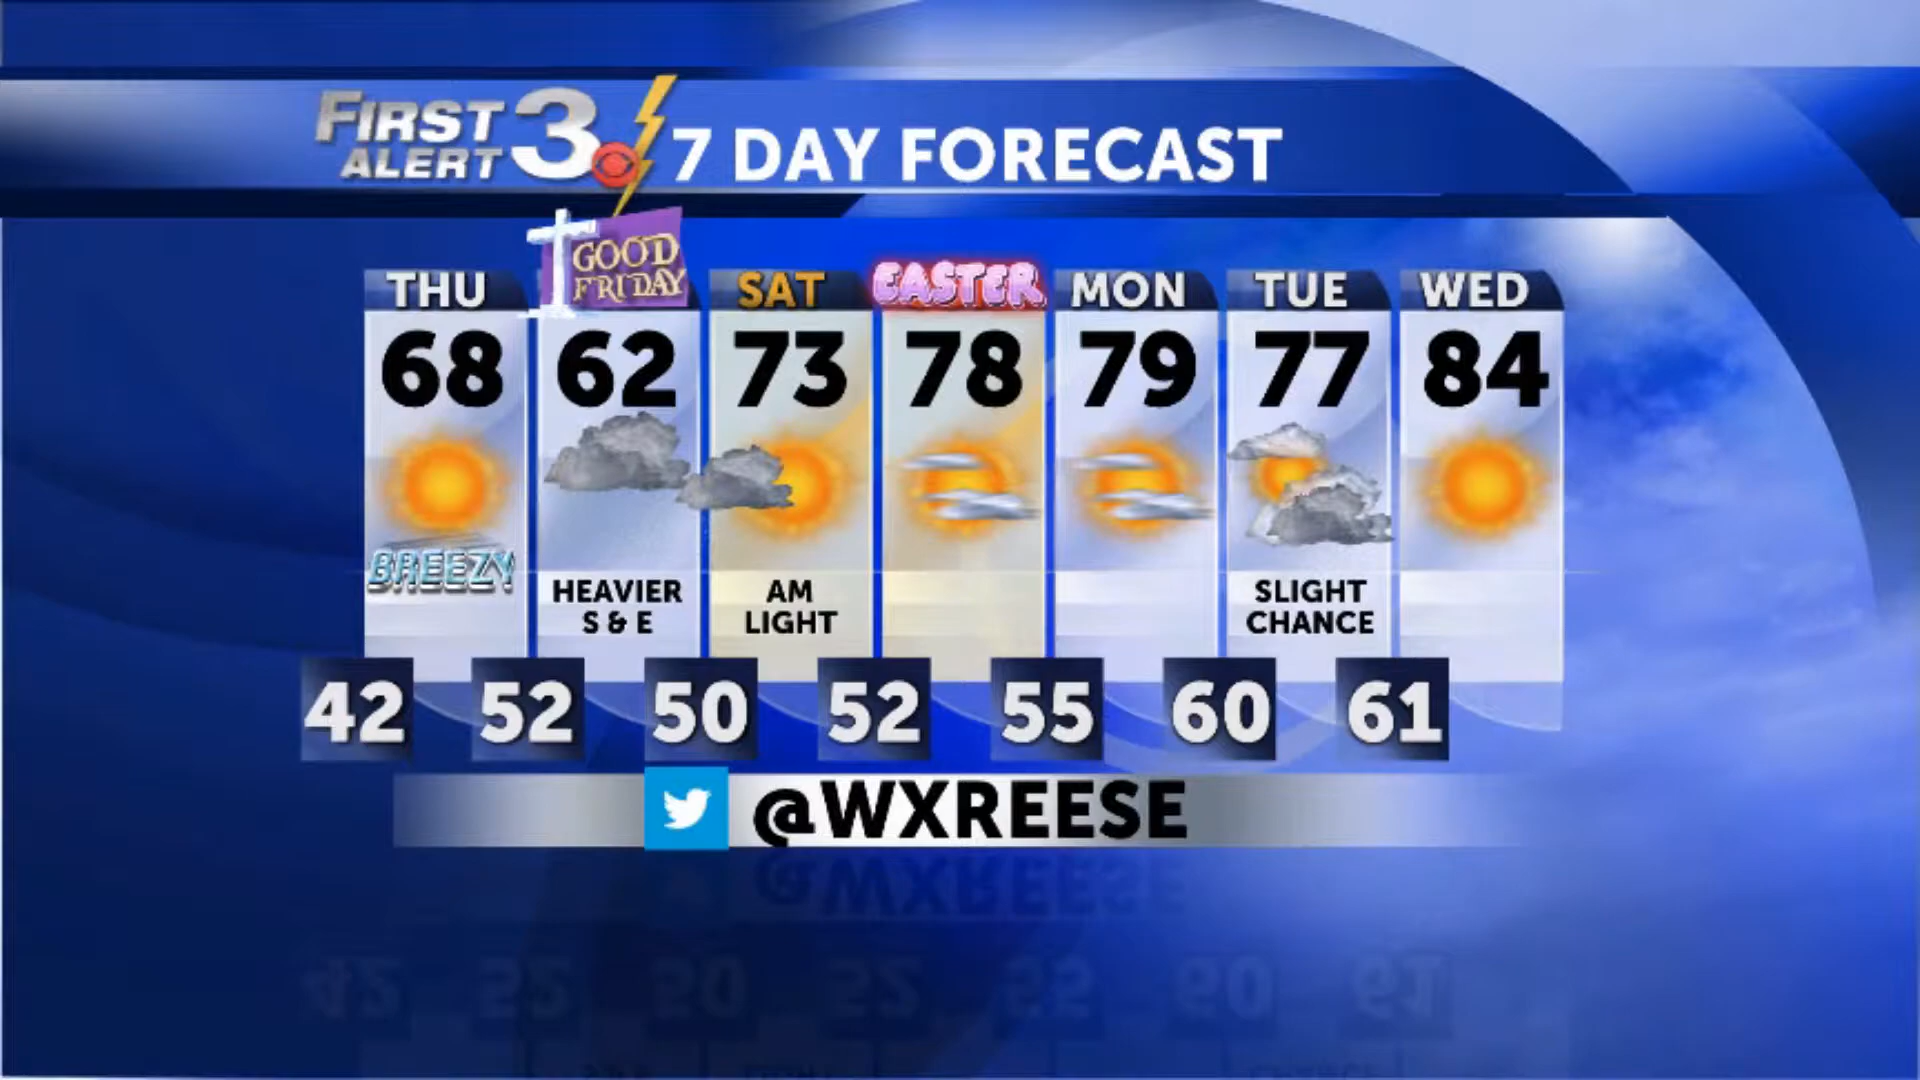 FIRST ALERT 3 7 DAY FORECAST
THU GOOD FRIDAY SAT EASTER MON TUE WED
68 62 73 78 79 77 84
BREEZY
HEAVIER S & E
AM LIGHT
SLIGHT CHANCE
42 52 50 52 55 60 61
@WXREESE